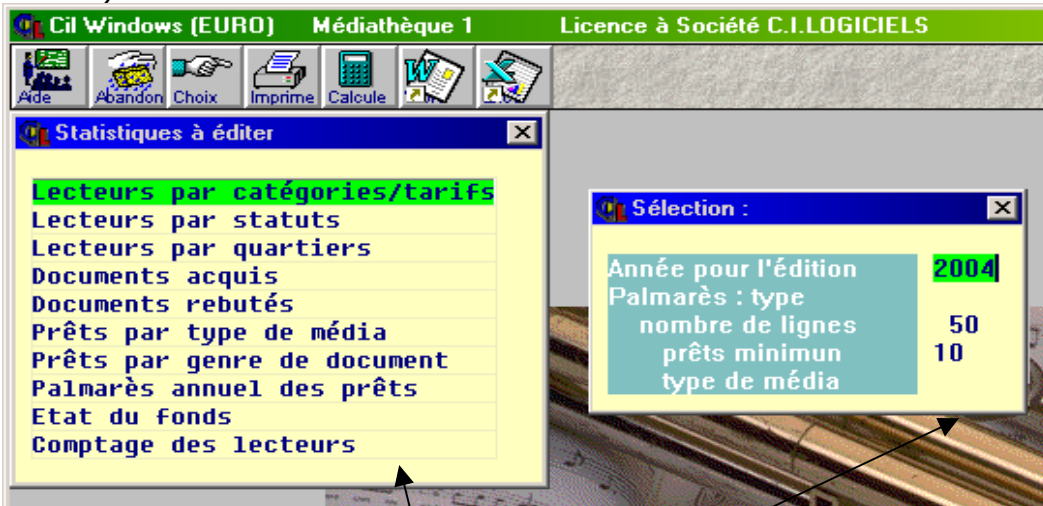 Cil Windows (EURO) Médiathèque 1 Licence à Société C.I.LOGICIELS
Aide Abandon Choix Imprime Calcule
Statistiques à éditer
Lecteurs par catégories/tarifs
Lecteurs par statuts
Lecteurs par quartiers
Documents acquis
Documents rebutés
Prêts par type de média
Prêts par genre de document
Palmarès annuel des prêts
Etat du fonds
Comptage des lecteurs
Sélection :
Année pour l'édition 2004
Palmarès : type
nombre de lignes 50
prêts minimun 10
type de média